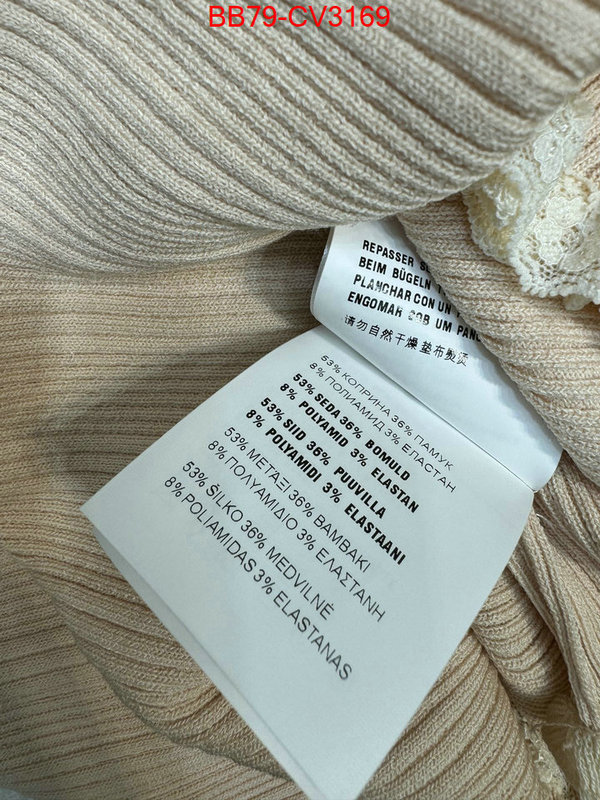 BB79-CV3169
REPASSER
BEIM BÜGELN
PLANCHAR CON UN
ENGOMAR COB UM
请勿自然干燥垫布熨烫
53% КОПРИНА 36% ПАМУК
8% ПОЛИАМИД 3% ЕЛАСТАН
53% SEDA 36% BOMULD
8% POLYAMID 3% ELASTAN
53% SIID 36% PUUVILLA
8% POLYAMIDI 3% ELASTAANI
53% ΜΕΤΑΞΙ 36% ΒΑΜΒΑΚΙ
8% ΠΟΛΥΑΜΙΔΙΟ 3% ΕΛΑΣΤΑΝΗ
53% ŠILKO 36% MEDVILNĖ
8% POLIAMIDAS 3% ELASTANAS